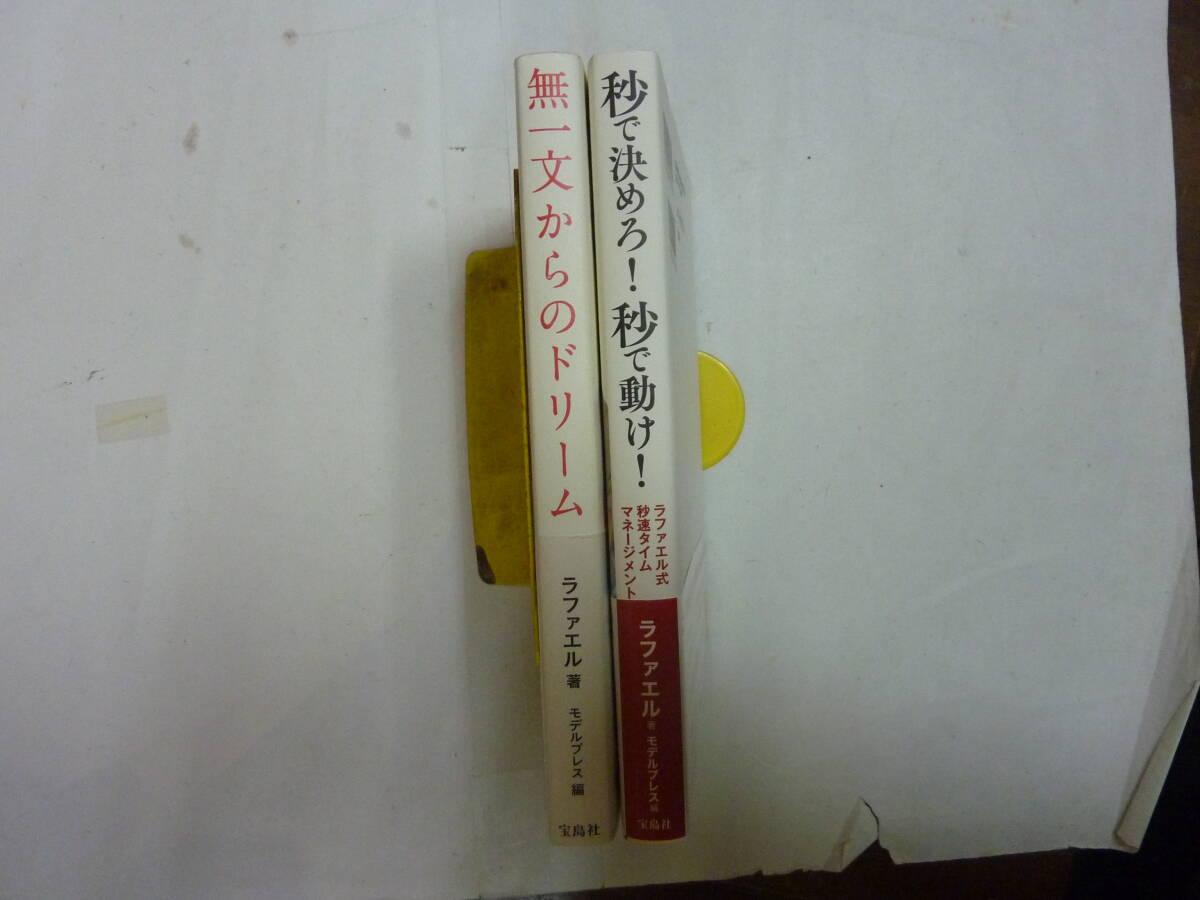 無一文からのドリーム
ラファエル 著
モデルプレス 編
宝島社
秒で決めろ!秒で動け!
ラファエル式
秒速タイム
マネージメント
ラファエル 著
モデルプレス 編
宝島社